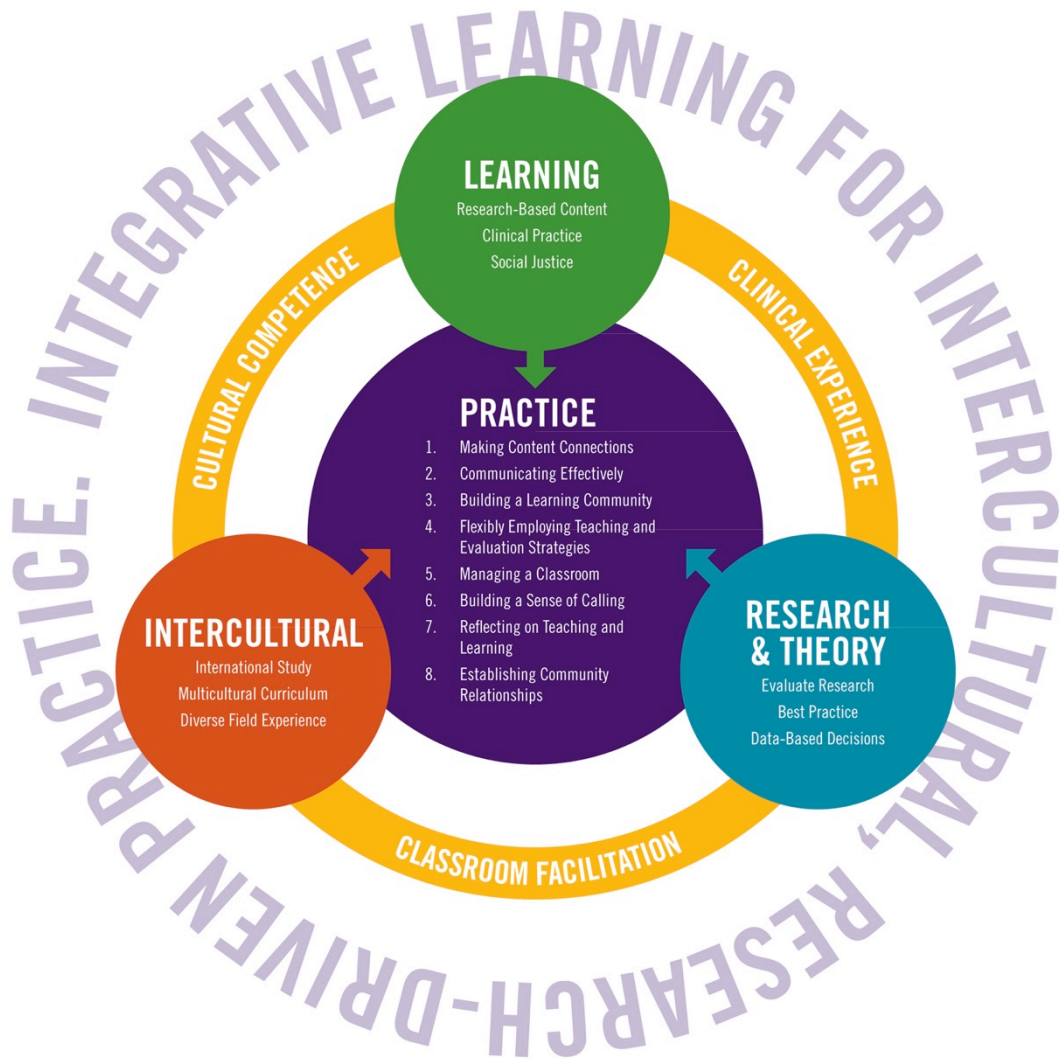 INTEGRATIVE LEARNING FOR INTERCULTURAL, RESEARCH-DRIVEN PRACTICE.
LEARNING
Research-Based Content
Clinical Practice
Social Justice
CULTURAL COMPETENCE
CLINICAL EXPERIENCE
PRACTICE
1. Making Content Connections
2. Communicating Effectively
3. Building a Learning Community
4. Flexibly Employing Teaching and
Evaluation Strategies
5. Managing a Classroom
6. Building a Sense of Calling
7. Reflecting on Teaching and
Learning
8. Establishing Community
Relationships
INTERCULTURAL
International Study
Multicultural Curriculum
Diverse Field Experience
RESEARCH
& THEORY
Evaluate Research
Best Practice
Data-Based Decisions
CLASSROOM FACILITATION